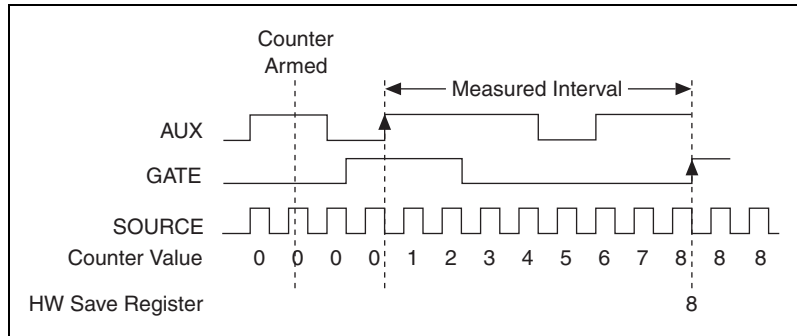 Counter
Armed
Measured Interval
AUX
GATE
SOURCE
Counter Value 0 0 0 0 1 2 3 4 5 6 7 8 8 8
HW Save Register 8